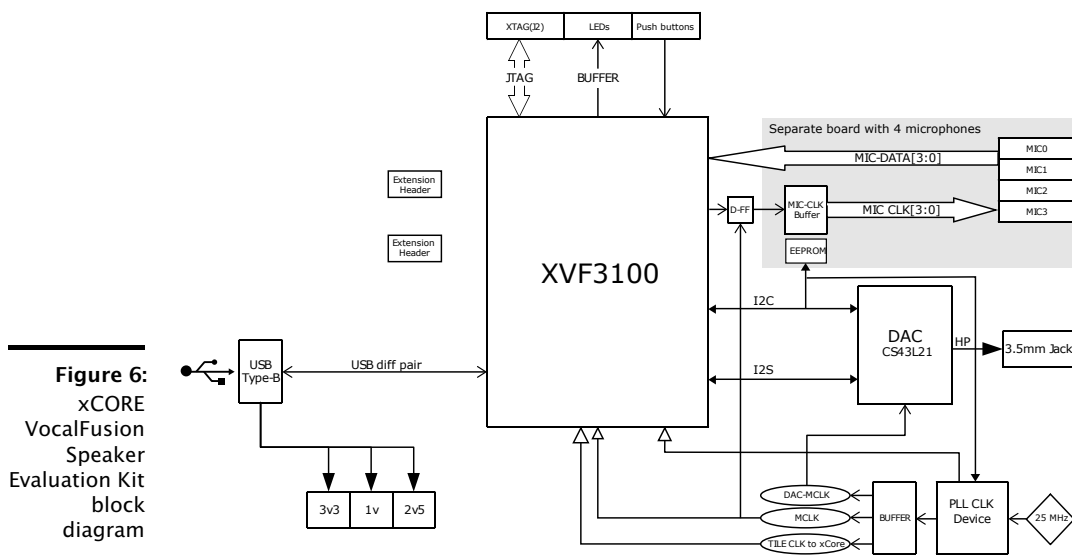 XTAG(J2) LEDs Push buttons
JTAG
BUFFER
Separate board with 4 microphones
MIC-DATA[3:0]
MIC0
MIC1
MIC2
MIC3
Extension
Header
D-FF
MIC-CLK
Buffer
MIC CLK[3:0]
Extension
Header
EEPROM
XVF3100
I2C
DAC
CS43L21
HP
3.5mm Jack
USB
Type-B
USB diff pair
I2S
Figure 6:
xCORE
VocalFusion
Speaker
Evaluation Kit
block
diagram
3v3 1v 2v5
DAC-MCLK
MCLK
TILE CLK to xCore
BUFFER
PLL CLK
Device
25 MHz